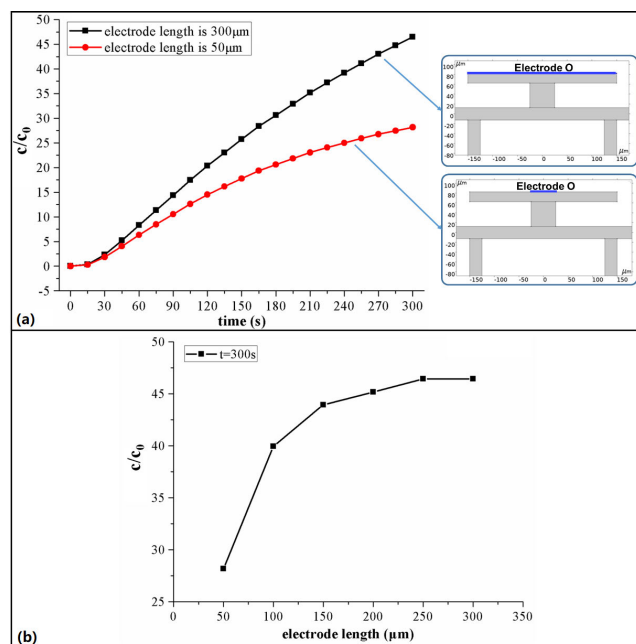 electrode length is 300μm
electrode length is 50μm
50
45
40
35
30
25
20
15
10
5
0
-5
c/c0
0 30 60 90 120 150 180 210 240 270 300
time (s)
(a)
μm
Electrode O
100
80
60
40
20
0
-20
-40
-60
-80
-150 -100 -50 0 50 100 150
μm
μm
Electrode O
100
80
60
40
20
0
-20
-40
-60
-80
-150 -100 -50 0 50 100 150
μm
t=300s
50
45
40
35
30
25
c/c0
0 50 100 150 200 250 300 350
electrode length (μm)
(b)